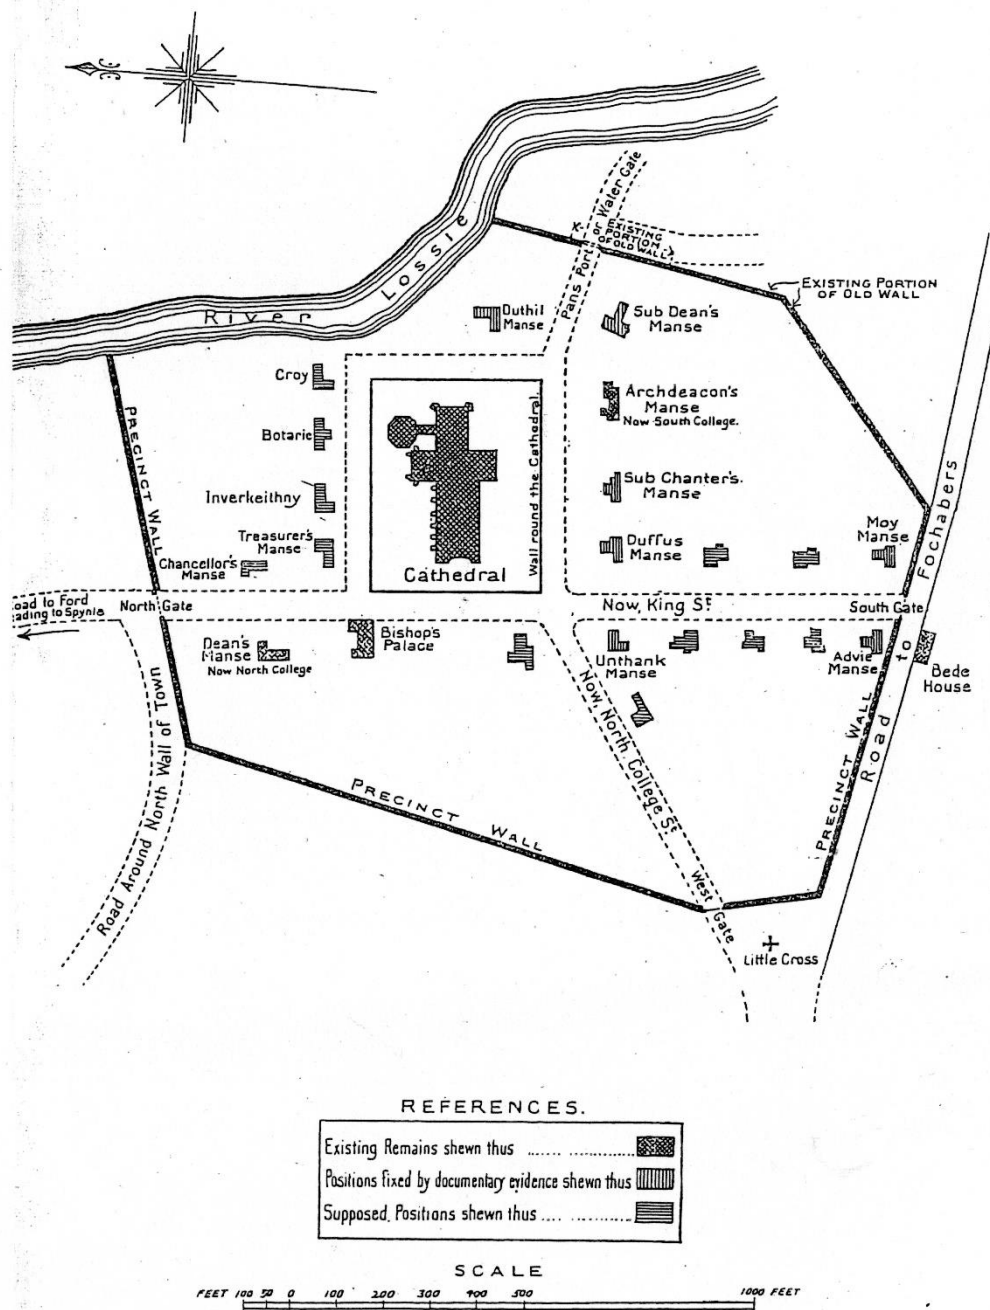 River Lossie
Pans Port or Water Gate
EXISTING
PORTION
OF OLD WALL
EXISTING PORTION
OF OLD WALL
Duthil
Manse
Sub Dean's
Manse
Croy
Archdeacon's
Manse
Now South College.
Botarie
PRECINCT WALL
Wall round the Cathedral.
Inverkeithny
Sub Chanter's.
Manse
Treasurer's
Manse
Chancellor's
Manse
Duffus
Manse
Moy
Manse
Cathedral
Road to Fochabers
oad to Ford
ading to Spynie
North Gate
Now, King St.
South Gate
Dean's
Manse
Now North College
Bishop's
Palace
Unthank
Manse
Advie
Manse
Bede
House
Now, North College St.
Road Around North Wall of Town
PRECINCT WALL
PRECINCT WALL
West Gate
Little Cross
REFERENCES.
Existing Remains shewn thus ...... ..................
Positions fixed by documentary evidence shewn thus
Supposed. Positions shewn thus .... ..............
SCALE
FEET 100 50 0 100 200 300 400 500 1000 FEET